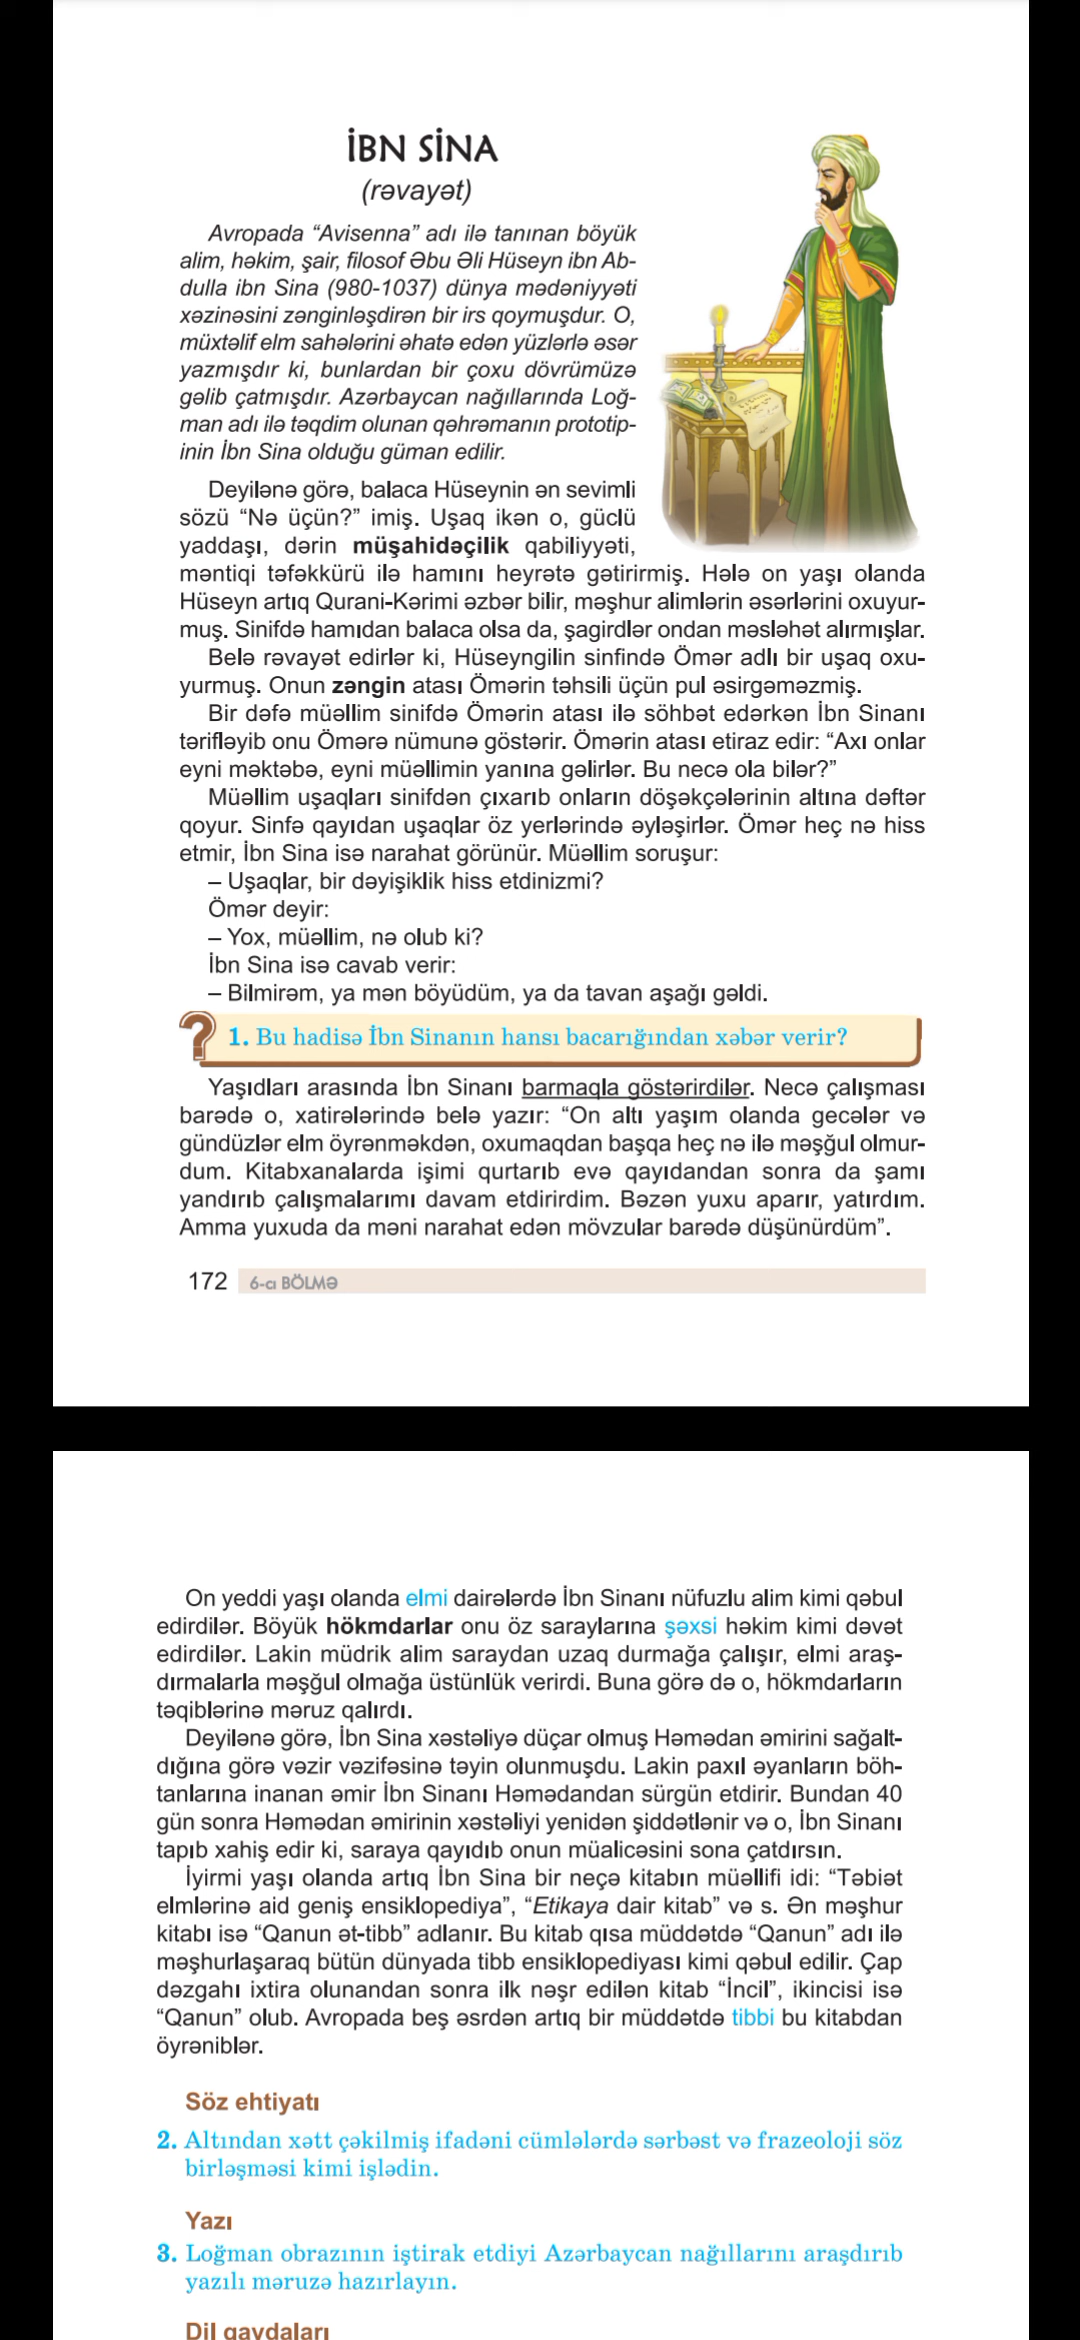 İBN SİNA
(rəvayət)
Avropada “Avisenna” adı ilə tanınan böyük
alim, həkim, şair, filosof Əbu Əli Hüseyn ibn Ab-
dulla ibn Sina (980-1037) dünya mədəniyyəti
xəzinəsini zənginləşdirən bir irs qoymuşdur. O,
müxtəlif elm sahələrini əhatə edən yüzlərlə əsər
yazmışdır ki, bunlardan bir çoxu dövrümüzə
gəlib çatmışdır. Azərbaycan nağıllarında Loğ-
man adı ilə təqdim olunan qəhrəmanın prototip-
inin İbn Sina olduğu güman edilir.
Deyilənə görə, balaca Hüseynin ən sevimli
sözü “Nə üçün?” imiş. Uşaq ikən o, güclü
yaddaşı, dərin müşahidəçilik qabiliyyəti,
məntiqi təfəkkürü ilə hamını heyrətə gətirirmiş. Hələ on yaşı olanda
Hüseyn artıq Qurani-Kərimi əzbər bilir, məşhur alimlərin əsərlərini oxuyur-
muş. Sinifdə hamıdan balaca olsa da, şagirdlər ondan məsləhət alırmışlar.
Belə rəvayət edirlər ki, Hüseyngilin sinfində Ömər adlı bir uşaq oxu-
yurmuş. Onun zəngin atası Ömərin təhsili üçün pul əsirgəməzmiş.
Bir dəfə müəllim sinifdə Ömərin atası ilə söhbət edərkən İbn Sinanı
tərifləyib onu Ömərə nümunə göstərir. Ömərin atası etiraz edir: “Axı onlar
eyni məktəbə, eyni müəllimin yanına gəlirlər. Bu necə ola bilər?”
Müəllim uşaqları sinifdən çıxarıb onların döşəkçələrinin altına dəftər
qoyur. Sinfə qayıdan uşaqlar öz yerlərində əyləşirlər. Ömər heç nə hiss
etmir, İbn Sina isə narahat görünür. Müəllim soruşur:
– Uşaqlar, bir dəyişiklik hiss etdinizmi?
Ömər deyir:
– Yox, müəllim, nə olub ki?
İbn Sina isə cavab verir:
– Bilmirəm, ya mən böyüdüm, ya da tavan aşağı gəldi.
? 1. Bu hadisə İbn Sinanın hansı bacarığından xəbər verir?
Yaşıdları arasında İbn Sinanı barmaqla göstərirdilər. Necə çalışması
barədə o, xatirələrində belə yazır: “On altı yaşım olanda gecələr və
gündüzlər elm öyrənməkdən, oxumaqdan başqa heç nə ilə məşğul olmur-
dum. Kitabxanalarda işimi qurtarıb evə qayıdandan sonra da şamı
yandırıb çalışmalarımı davam etdirirdim. Bəzən yuxu aparır, yatırdım.
Amma yuxuda da məni narahat edən mövzular barədə düşünürdüm”.
172 6-cı BÖLMƏ
On yeddi yaşı olanda elmi dairələrdə İbn Sinanı nüfuzlu alim kimi qəbul
edirdilər. Böyük hökmdarlar onu öz saraylarına şəxsi həkim kimi dəvət
edirdilər. Lakin müdrik alim saraydan uzaq durmağa çalışır, elmi araş-
dırmalarla məşğul olmağa üstünlük verirdi. Buna görə də o, hökmdarların
təqiblərinə məruz qalırdı.
Deyilənə görə, İbn Sina xəstəliyə düçar olmuş Həmədan əmirini sağalt-
dığına görə vəzir vəzifəsinə təyin olunmuşdu. Lakin paxıl əyanların böh-
tanlarına inanan əmir İbn Sinanı Həmədandan sürgün etdirir. Bundan 40
gün sonra Həmədan əmirinin xəstəliyi yenidən şiddətlənir və o, İbn Sinanı
tapıb xahiş edir ki, saraya qayıdıb onun müalicəsini sona çatdırsın.
İyirmi yaşı olanda artıq İbn Sina bir neçə kitabın müəllifi idi: “Təbiət
elmlərinə aid geniş ensiklopediya”, “Etikaya dair kitab” və s. Ən məşhur
kitabı isə “Qanun ət-tibb” adlanır. Bu kitab qısa müddətdə “Qanun” adı ilə
məşhurlaşaraq bütün dünyada tibb ensiklopediyası kimi qəbul edilir. Çap
dəzgahı ixtira olunandan sonra ilk nəşr edilən kitab “İncil”, ikincisi isə
“Qanun” olub. Avropada beş əsrdən artıq bir müddətdə tibbi bu kitabdan
öyrəniblər.
Söz ehtiyatı
2. Altından xətt çəkilmiş ifadəni cümlələrdə sərbəst və frazeoloji söz
birləşməsi kimi işlədin.
Yazı
3. Loğman obrazının iştirak etdiyi Azərbaycan nağıllarını araşdırıb
yazılı məruzə hazırlayın.
Dil qaydaları